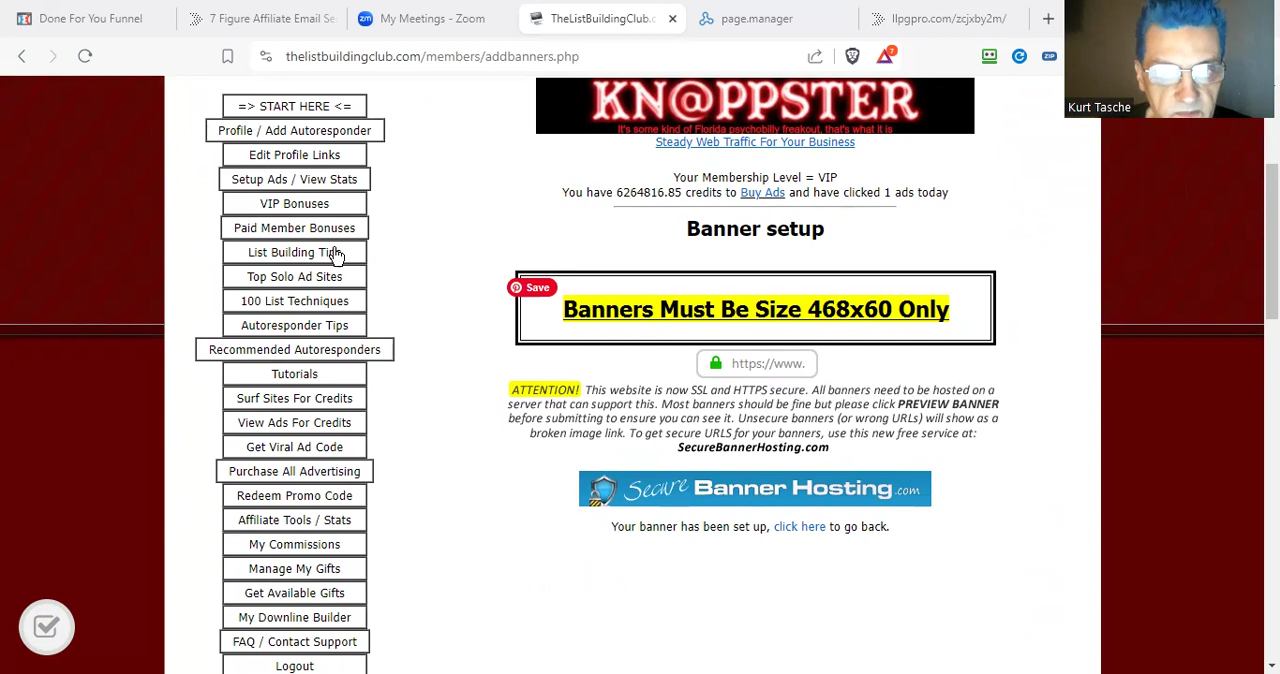 Done For You Funnel
7 Figure Affiliate Email Se
My Meetings - Zoom
TheListBuildingClub.c
page.manager
llpgpro.com/zcjxby2m/
thelistbuildingclub.com/members/addbanners.php
7
ZIP
Kurt Tasche
=> START HERE <=
Profile / Add Autoresponder
Edit Profile Links
Setup Ads / View Stats
VIP Bonuses
Paid Member Bonuses
List Building
Top Solo Ad Sites
100 List Techniques
Autoresponder Tips
Recommended Autoresponders
Tutorials
Surf Sites For Credits
View Ads For Credits
Get Viral Ad Code
Purchase All Advertising
Redeem Promo Code
Affiliate Tools / Stats
My Commissions
Manage My Gifts
Get Available Gifts
My Downline Builder
FAQ / Contact Support
Logout
KN@PPSTER
It's some kind of Florida psychobilly freakout, that's what it is
Steady Web Traffic For Your Business
Your Membership Level = VIP
You have 6264816.85 credits to Buy Ads and have clicked 1 ads today
Banner setup
Save
Banners Must Be Size 468x60 Only
https://www.
ATTENTION! This website is now SSL and HTTPS secure. All banners need to be hosted on a
server that can support this. Most banners should be fine but please click PREVIEW BANNER
before submitting to ensure you can see it. Unsecure banners (or wrong URLs) will show as a
broken image link. To get secure URLS for your banners, use this new free service at:
SecureBannerHosting.com
Secure Banner Hosting.com
Your banner has been set up, click here to go back.